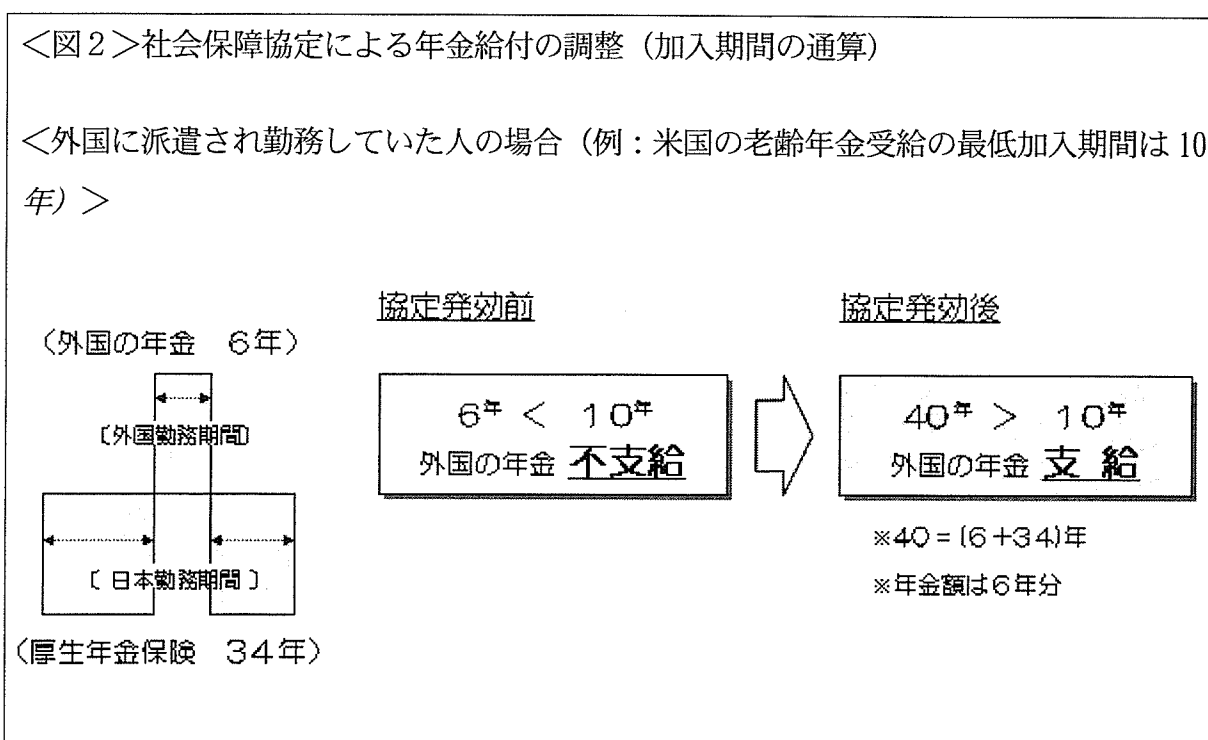 ＜図２＞社会保障協定による年金給付の調整（加入期間の通算）
＜外国に派遣され勤務していた人の場合（例：米国の老齢年金受給の最低加入期間は 10
年）＞
協定発効前
協定発効後
（外国の年金　６年）
〔外国勤務期間〕
６年 ＜ １０年
外国の年金 不支給
４０年 ＞ １０年
外国の年金 支 給
※４０＝（６＋３４）年
※年金額は６年分
〔 日本勤務期間 〕
（厚生年金保険　３４年）